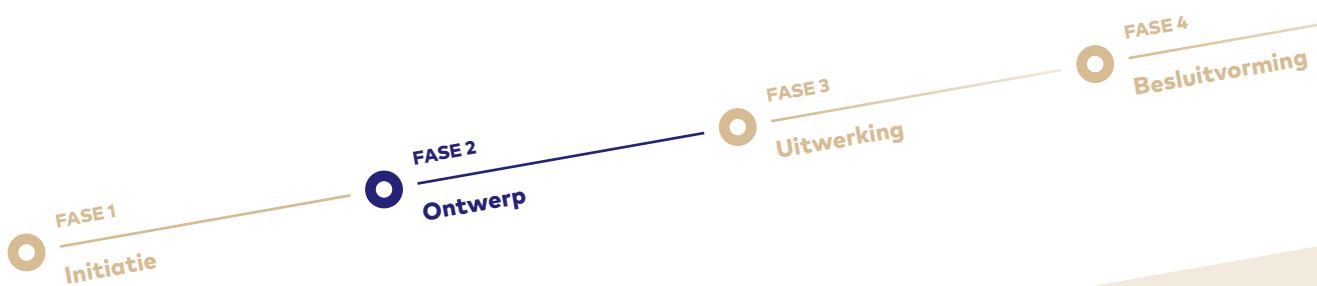 FASE 1
Initiatie
FASE 2
Ontwerp
FASE 3
Uitwerking
FASE 4
Besluitvorming